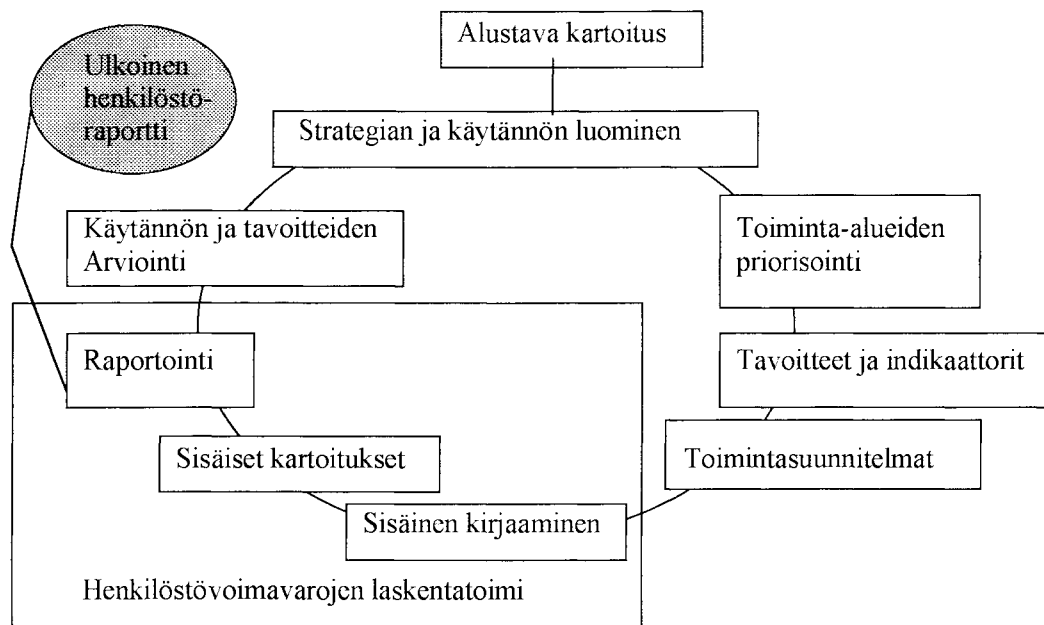 Alustava kartoitus
Ulkoinen
henkilöstö-
raportti
Strategian ja käytännön luominen
Käytännön ja tavoitteiden
Arviointi
Toiminta-alueiden
priorisointi
Raportointi
Tavoitteet ja indikaattorit
Sisäiset kartoitukset
Toimintasuunnitelmat
Sisäinen kirjaaminen
Henkilöstövoimavarojen laskentatoimi